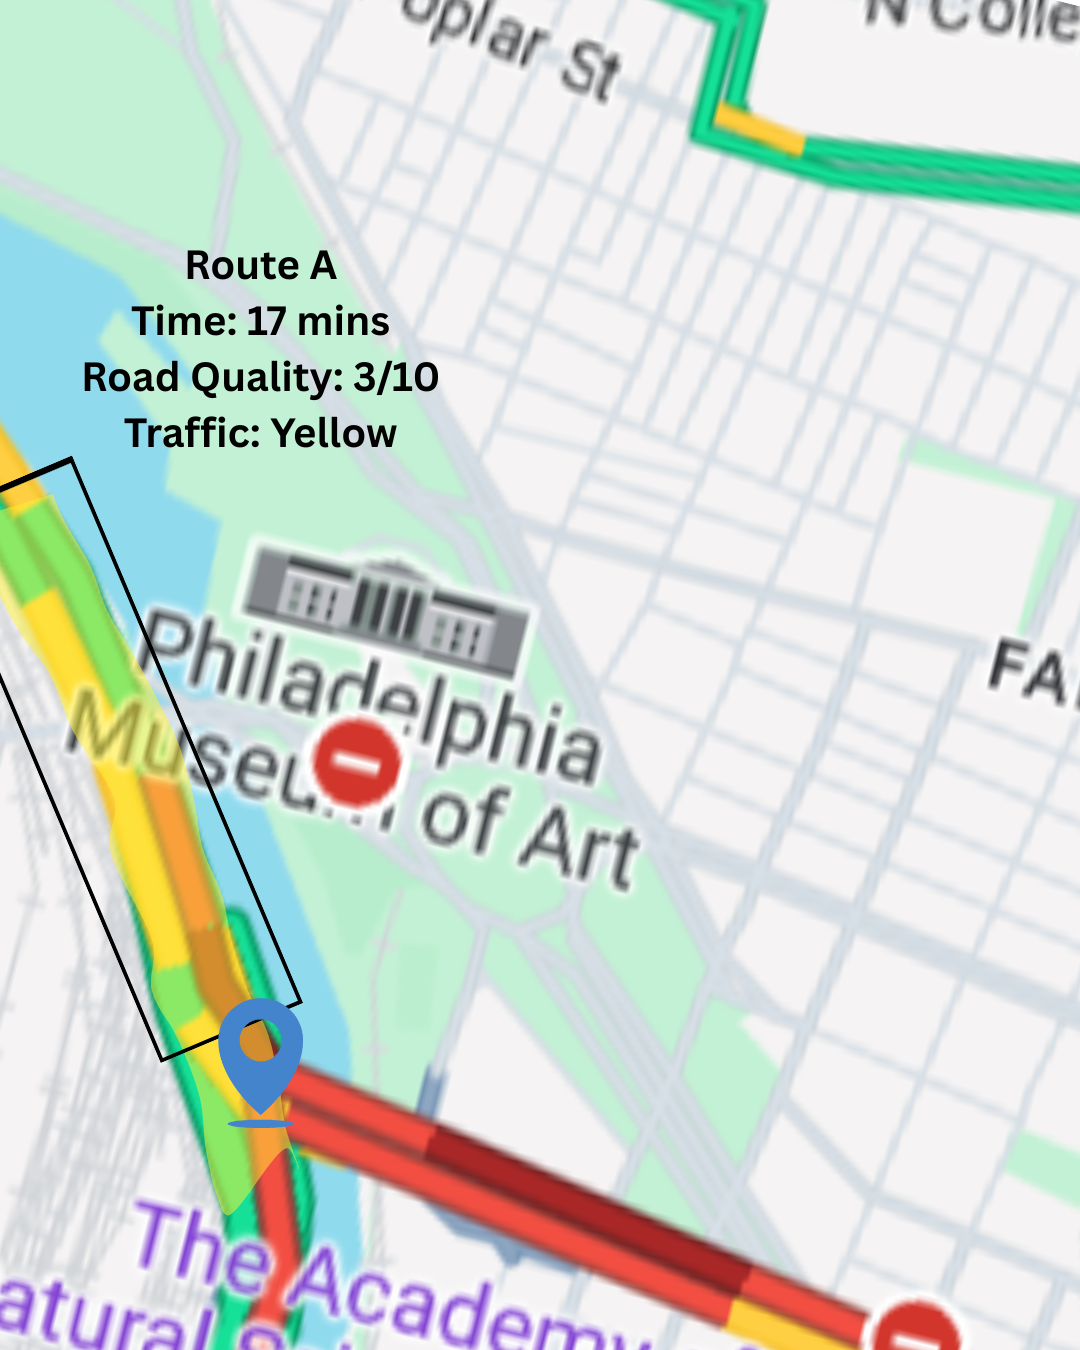 oplar St
N Colle
Route A
Time: 17 mins
Road Quality: 3/10
Traffic: Yellow
FA
Philadelphia
Museum of Art
The Academy
atural